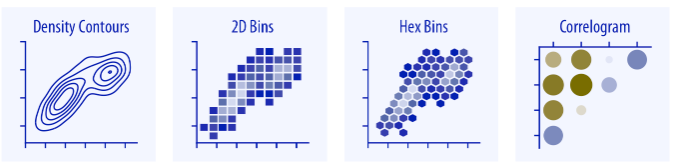 Density Contours
2D Bins
Hex Bins
Correlogram